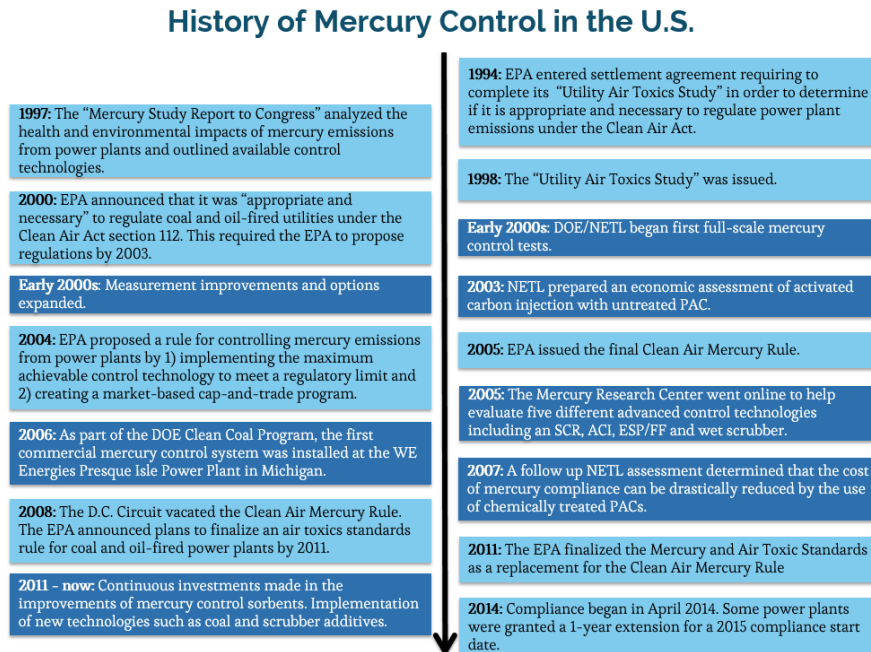 History of Mercury Control in the U.S.
1994: EPA entered settlement agreement requiring to
complete its “Utility Air Toxics Study” in order to determine
if it is appropriate and necessary to regulate power plant
emissions under the Clean Air Act.
1997: The “Mercury Study Report to Congress” analyzed the
health and environmental impacts of mercury emissions
from power plants and outlined available control
technologies.
1998: The “Utility Air Toxics Study” was issued.
2000: EPA announced that it was “appropriate and
necessary” to regulate coal and oil-fired utilities under the
Clean Air Act section 112. This required the EPA to propose
regulations by 2003.
Early 2000s: DOE/NETL began first full-scale mercury
control tests.
Early 2000s: Measurement improvements and options
expanded.
2003: NETL prepared an economic assessment of activated
carbon injection with untreated PAC.
2004: EPA proposed a rule for controlling mercury emissions
from power plants by 1) implementing the maximum
achievable control technology to meet a regulatory limit and
2) creating a market-based cap-and-trade program.
2005: EPA issued the final Clean Air Mercury Rule.
2005: The Mercury Research Center went online to help
evaluate five different advanced control technologies
including an SCR, ACI, ESP/FF and wet scrubber.
2006: As part of the DOE Clean Coal Program, the first
commercial mercury control system was installed at the WE
Energies Presque Isle Power Plant in Michigan.
2007: A follow up NETL assessment determined that the cost
of mercury compliance can be drastically reduced by the use
of chemically treated PACs.
2008: The D.C. Circuit vacated the Clean Air Mercury Rule.
The EPA announced plans to finalize an air toxics standards
rule for coal and oil-fired power plants by 2011.
2011: The EPA finalized the Mercury and Air Toxic Standards
as a replacement for the Clean Air Mercury Rule
2011 - now: Continuous investments made in the
improvements of mercury control sorbents. Implementation
of new technologies such as coal and scrubber additives.
2014: Compliance began in April 2014. Some power plants
were granted a 1-year extension for a 2015 compliance start
date.